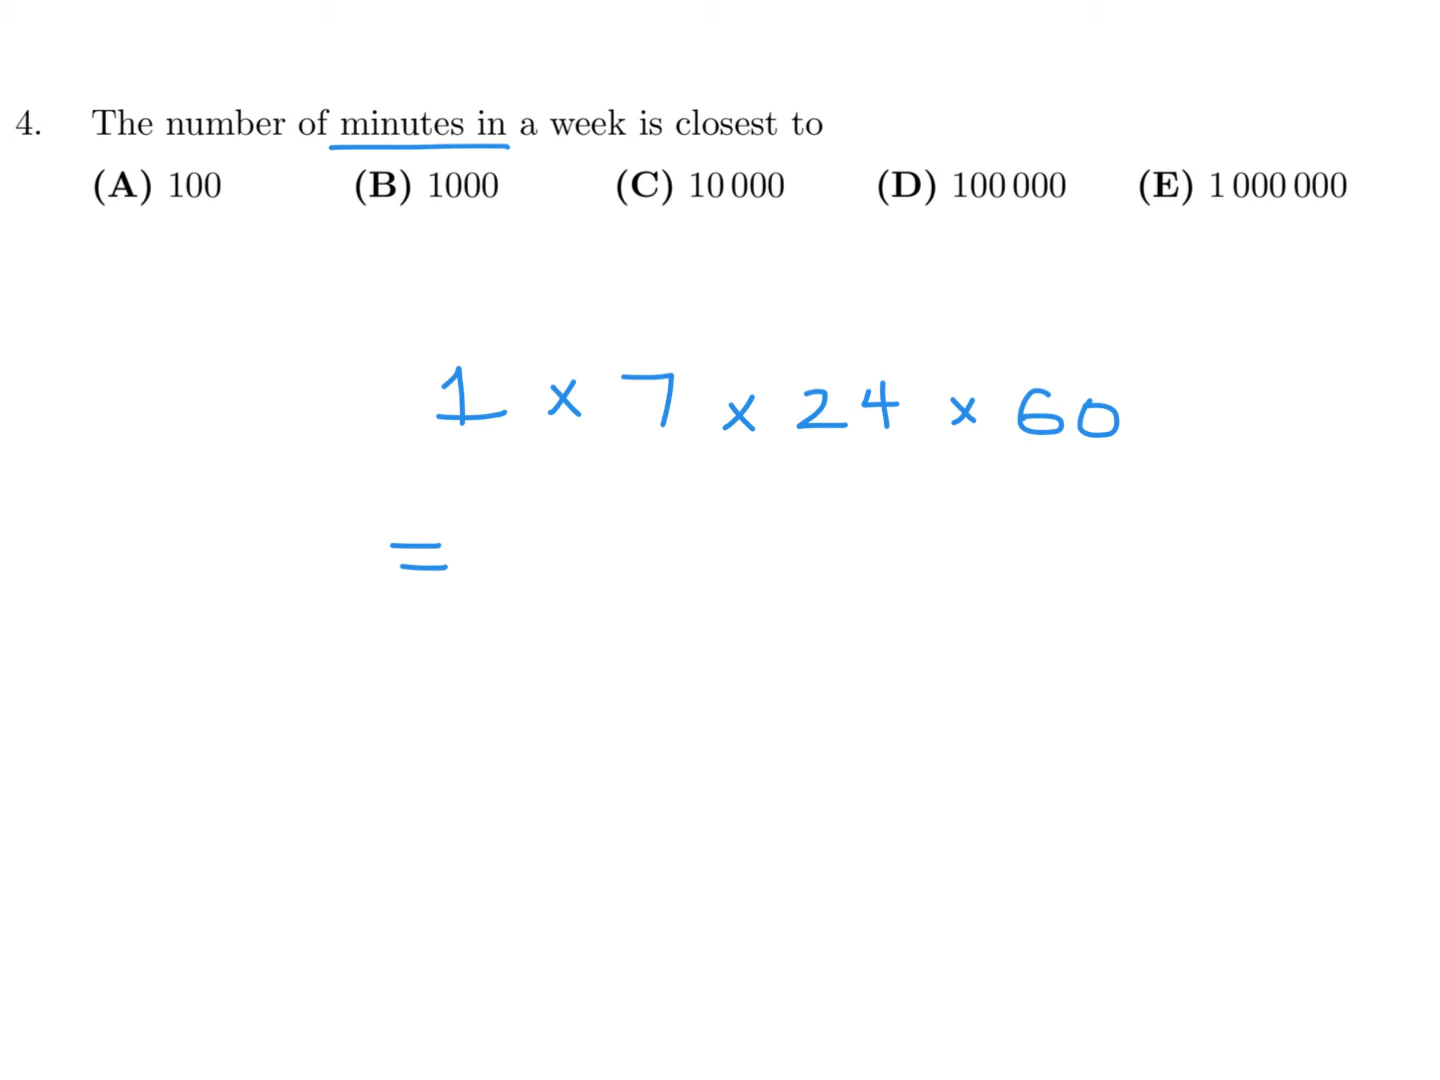 4. The number of minutes in a week is closest to
(A) 100 (B) 1000 (C) 10 000 (D) 100 000 (E) 1 000 000
1 × 7 × 24 × 60
=